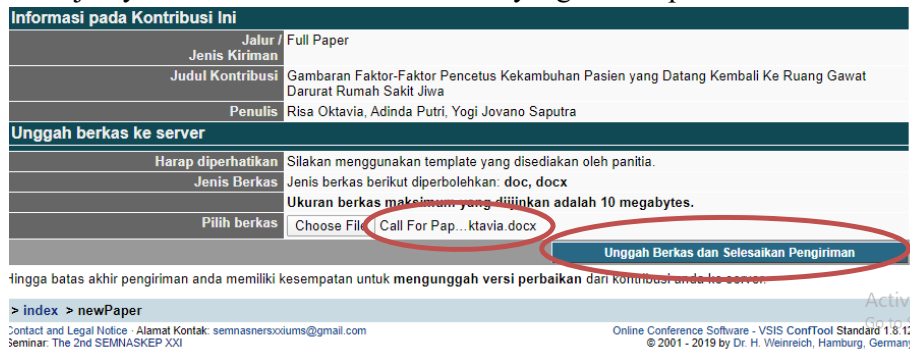 Informasi pada Kontribusi Ini
Jalur / Full Paper
Jenis Kiriman
Judul Kontribusi Gambaran Faktor-Faktor Pencetus Kekambuhan Pasien yang Datang Kembali Ke Ruang Gawat
Darurat Rumah Sakit Jiwa
Penulis Risa Oktavia, Adinda Putri, Yogi Jovano Saputra
Unggah berkas ke server
Harap diperhatikan Silakan menggunakan template yang disediakan oleh panitia.
Jenis Berkas Jenis berkas berikut diperbolehkan: doc, docx
Ukuran berkas maksimum yang diijinkan adalah 10 megabytes.
Pilih berkas Choose File Call For Pap...ktavia.docx
Unggah Berkas dan Selesaikan Pengiriman
Hingga batas akhir pengiriman anda memiliki kesempatan untuk mengunggah versi perbaikan dari kontribusi anda ke server.
> index > newPaper
Contact and Legal Notice · Alamat Kontak: semnasnersxxiums@gmail.com
Seminar: The 2nd SEMNASKEP XXI
Online Conference Software - VSIS ConfTool Standard 1.8.12
© 2001 - 2019 by Dr. H. Weinreich, Hamburg, Germany